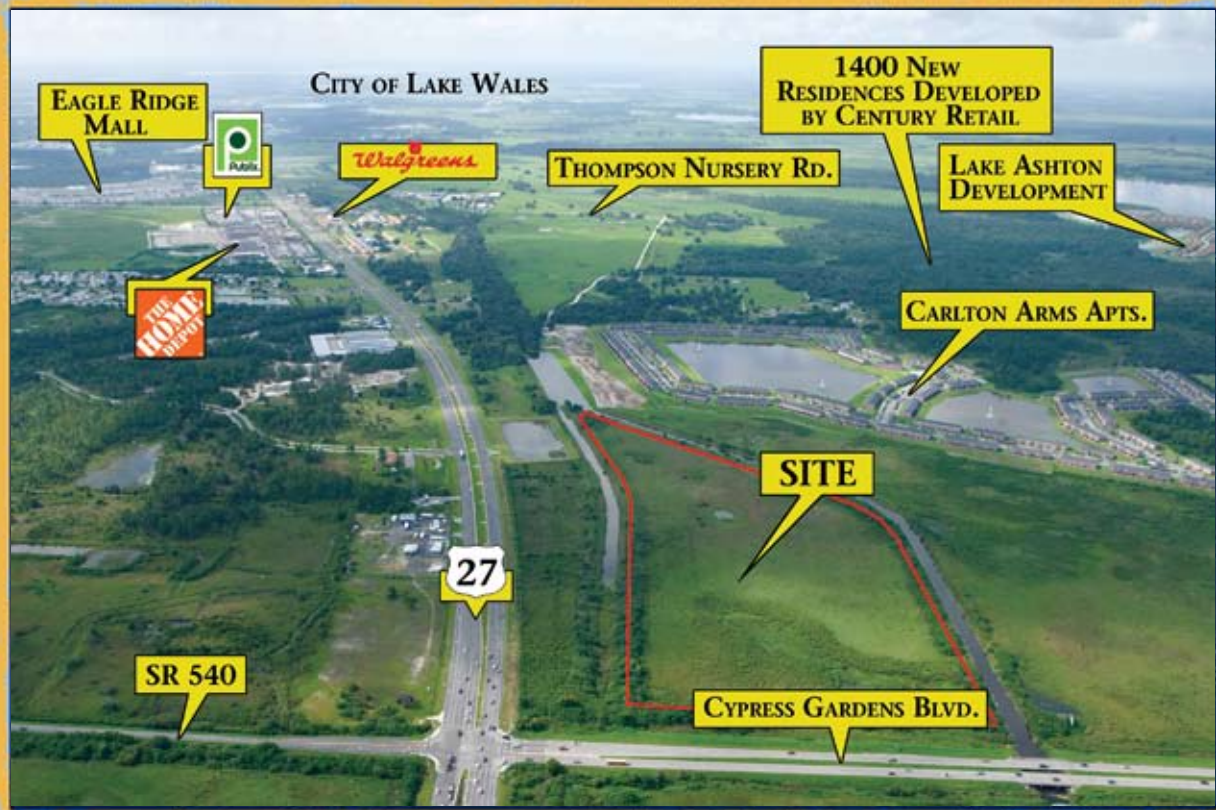 City of Lake Wales
Eagle Ridge
Mall
Publix
Walgreens
Thompson Nursery Rd.
1400 New
Residences Developed
by Century Retail
Lake Ashton
Development
The
Home
Depot
Carlton Arms Apts.
SITE
27
SR 540
Cypress Gardens Blvd.